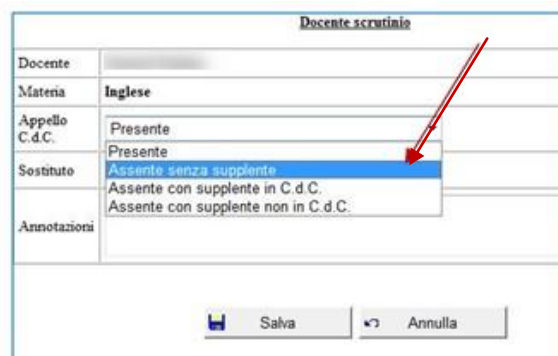 Docente scrutinio
Docente
Materia Inglese
Appello C.d.C. Presente
Presente
Assente senza supplente
Sostituto
Assente con supplente in C.d.C.
Assente con supplente non in C.d.C.
Annotazioni
Salva Annulla